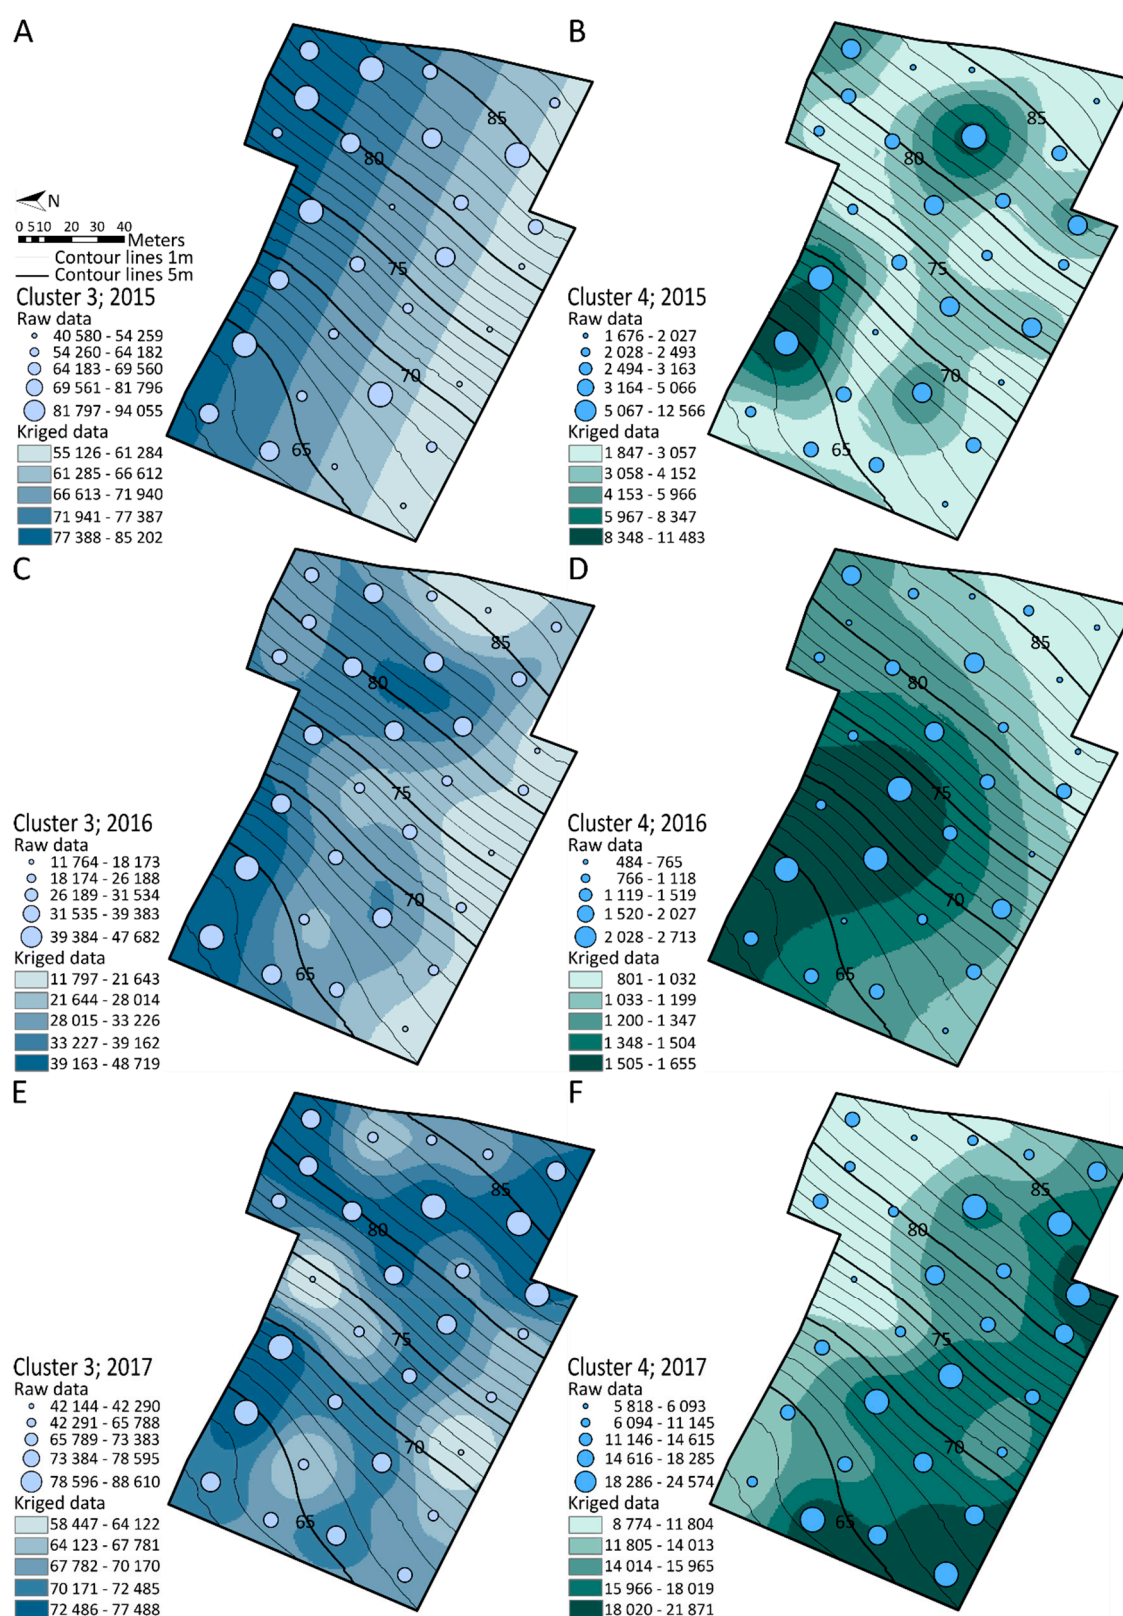 A
85
80
75
70
65
N
0 5 10 20 30 40
Meters
Contour lines 1m
Contour lines 5m
Cluster 3; 2015
Raw data
40 580 - 54 259
54 260 - 64 182
64 183 - 69 560
69 561 - 81 796
81 797 - 94 055
Kriged data
55 126 - 61 284
61 285 - 66 612
66 613 - 71 940
71 941 - 77 387
77 388 - 85 202
B
85
80
75
70
65
Cluster 4; 2015
Raw data
1 676 - 2 027
2 028 - 2 493
2 494 - 3 163
3 164 - 5 066
5 067 - 12 566
Kriged data
1 847 - 3 057
3 058 - 4 152
4 153 - 5 966
5 967 - 8 347
8 348 - 11 483
C
85
80
75
70
65
Cluster 3; 2016
Raw data
11 764 - 18 173
18 174 - 26 188
26 189 - 31 534
31 535 - 39 383
39 384 - 47 682
Kriged data
11 797 - 21 643
21 644 - 28 014
28 015 - 33 226
33 227 - 39 162
39 163 - 48 719
D
85
80
75
70
65
Cluster 4; 2016
Raw data
484 - 765
766 - 1 118
1 119 - 1 519
1 520 - 2 027
2 028 - 2 713
Kriged data
801 - 1 032
1 033 - 1 199
1 200 - 1 347
1 348 - 1 504
1 505 - 1 655
E
85
80
75
70
65
Cluster 3; 2017
Raw data
42 144 - 42 290
42 291 - 65 788
65 789 - 73 383
73 384 - 78 595
78 596 - 88 610
Kriged data
58 447 - 64 122
64 123 - 67 781
67 782 - 70 170
70 171 - 72 485
72 486 - 77 488
F
85
80
75
70
65
Cluster 4; 2017
Raw data
5 818 - 6 093
6 094 - 11 145
11 146 - 14 615
14 616 - 18 285
18 286 - 24 574
Kriged data
8 774 - 11 804
11 805 - 14 013
14 014 - 15 965
15 966 - 18 019
18 020 - 21 871